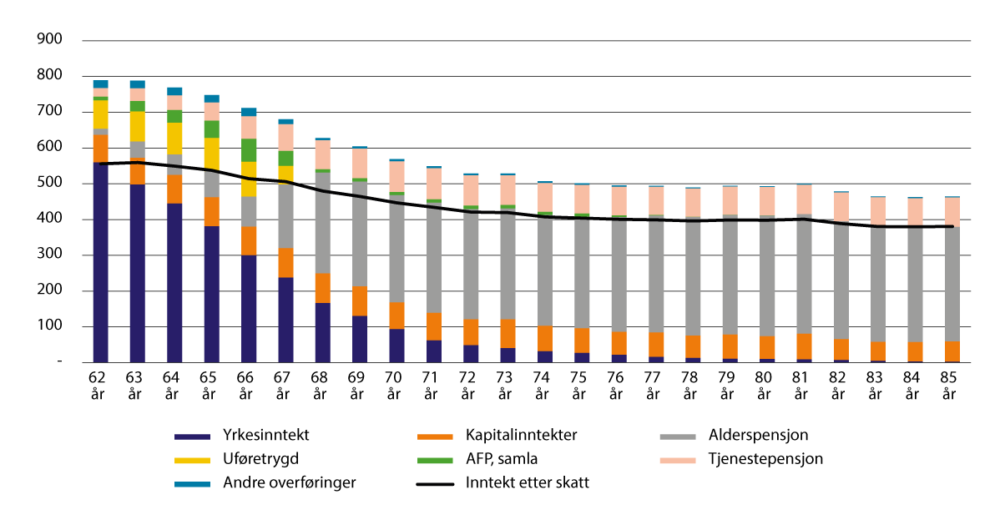 900
800
700
600
500
400
300
200
100
-
62 63 64 65 66 67 68 69 70 71 72 73 74 75 76 77 78 79 80 81 82 83 84 85
år år år år år år år år år år år år år år år år år år år år år år år år
Yrkesinntekt Kapitalinntekter Alderspensjon
Uføretrygd AFP, samla Tjenestepensjon
Andre overføringer Inntekt etter skatt